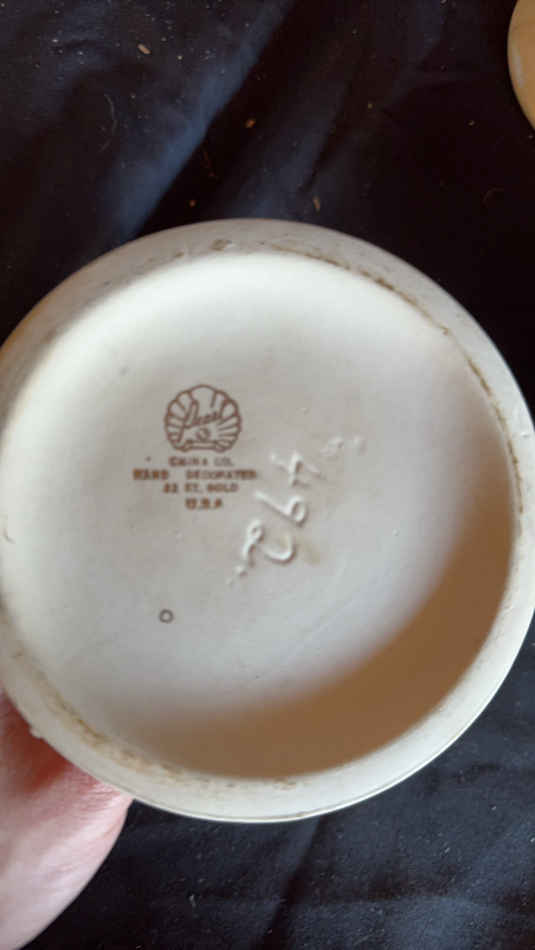 Pearl
CHINA CO.
HAND DECORATED
22 KT. GOLD
U.S.A
492